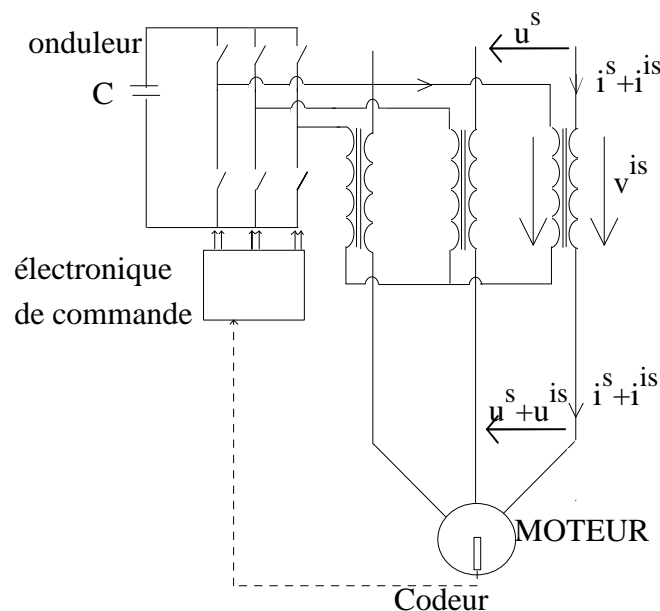 onduleur
C
u^s
i^s+i^is
v^is
électronique
de commande
u^s+u^is
i^s+i^is
MOTEUR
Codeur